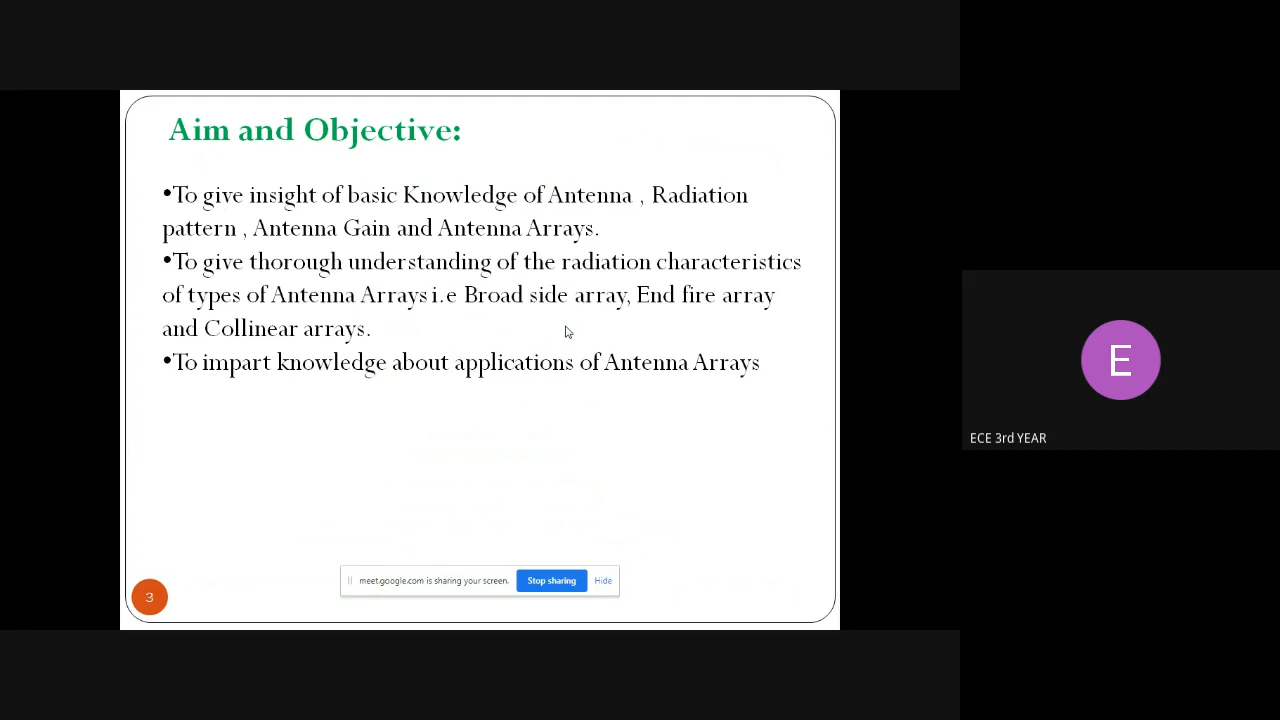 Aim and Objective:
•To give insight of basic Knowledge of Antenna , Radiation
pattern , Antenna Gain and Antenna Arrays.
•To give thorough understanding of the radiation characteristics
of types of Antenna Arrays i.e Broad side array, End fire array
and Collinear arrays.
•To impart knowledge about applications of Antenna Arrays
meet.google.com is sharing your screen. Stop sharing Hide
3
E
ECE 3rd YEAR